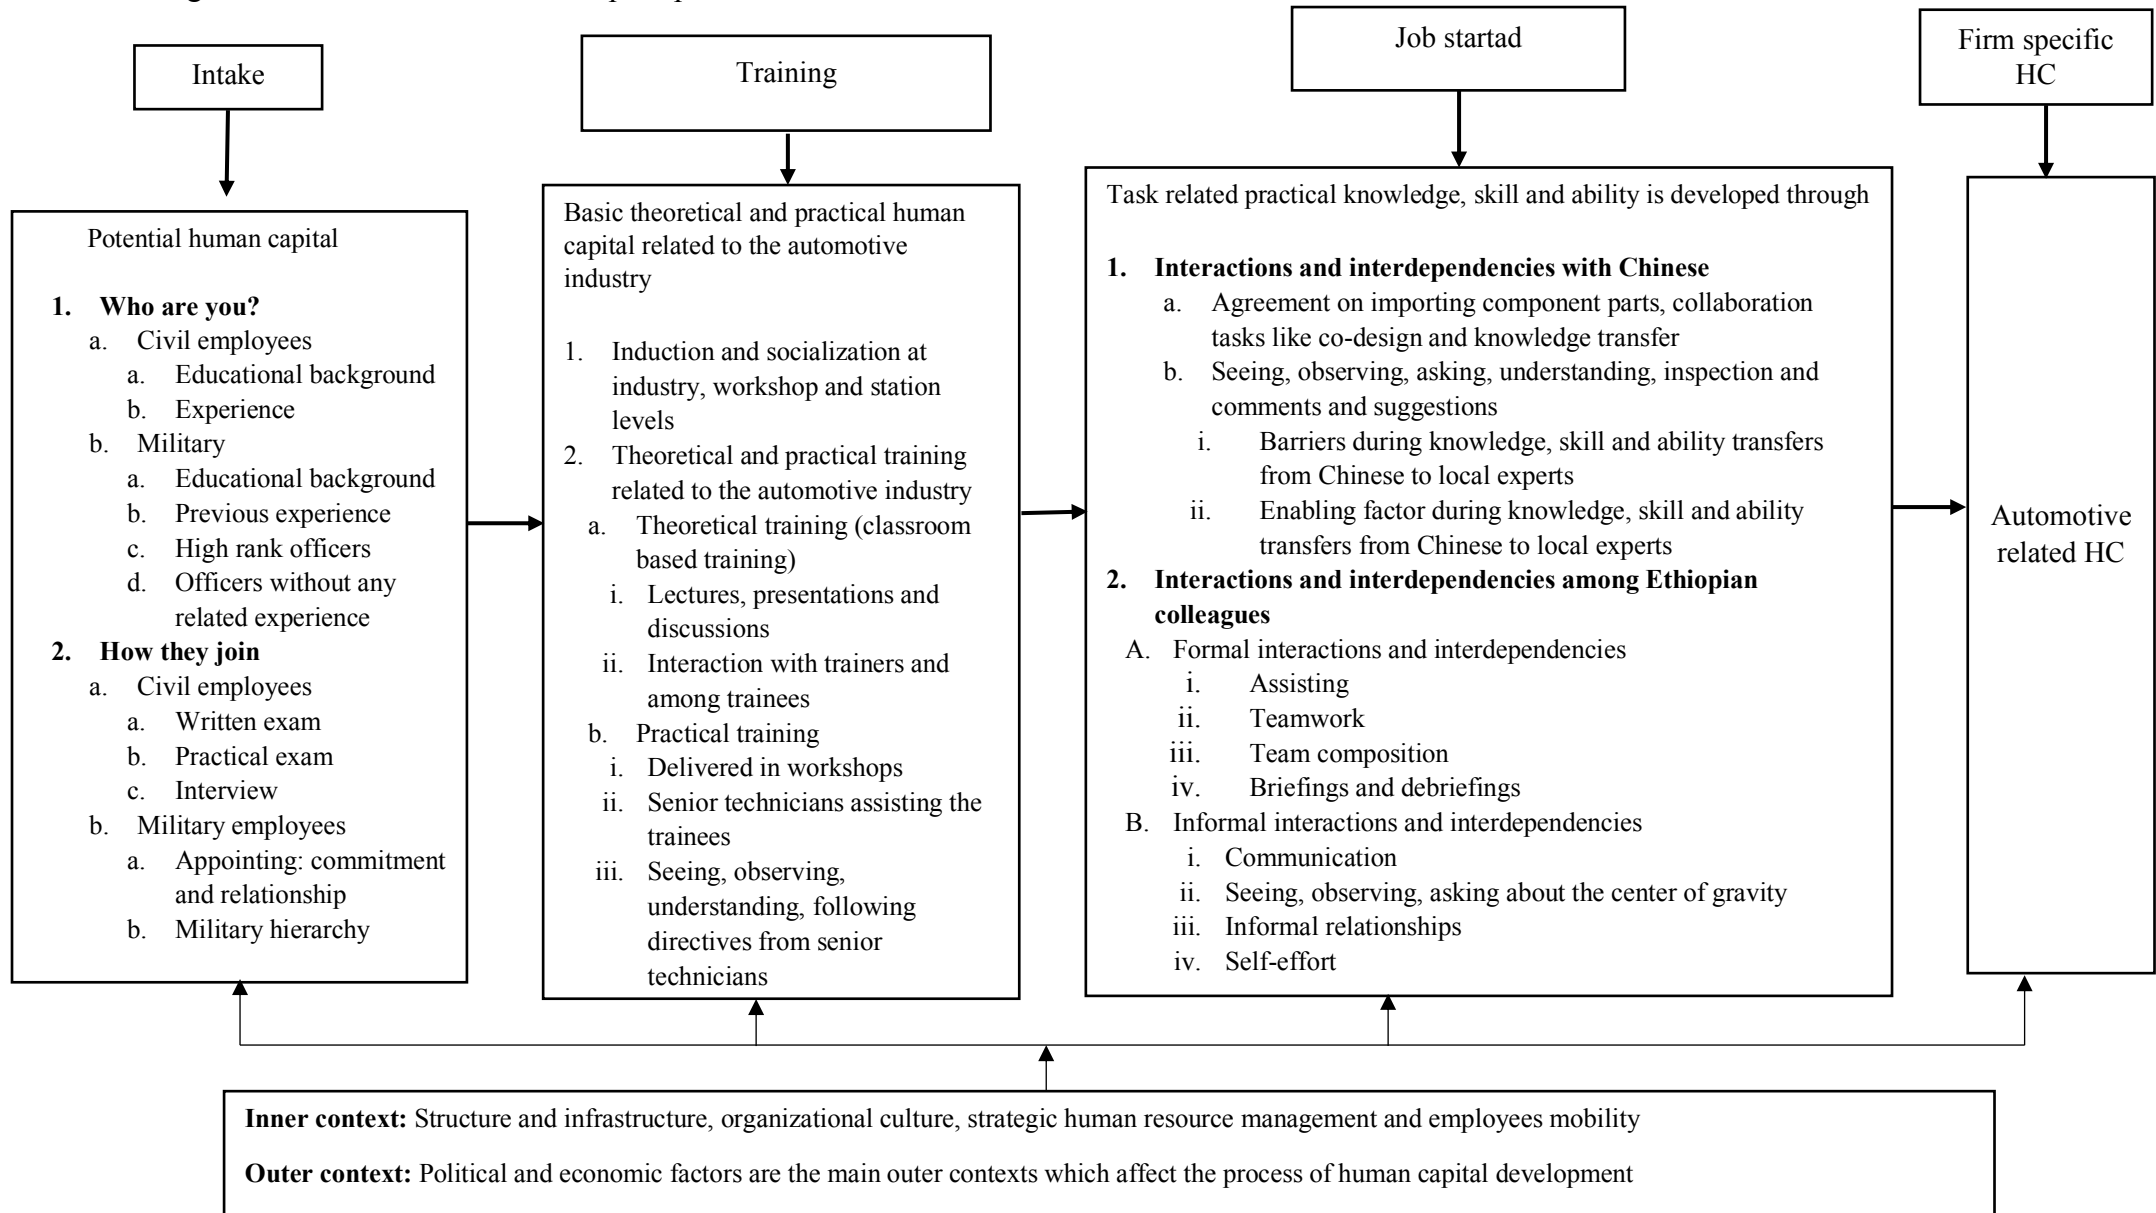 Intake
Training
Job startad
Firm specific
HC
Potential human capital
1. Who are you?
a. Civil employees
a. Educational background
b. Experience
b. Military
a. Educational background
b. Previous experience
c. High rank officers
d. Officers without any
related experience
2. How they join
a. Civil employees
a. Written exam
b. Practical exam
c. Interview
b. Military employees
a. Appointing: commitment
and relationship
b. Military hierarchy
Basic theoretical and practical human
capital related to the automotive
industry
1. Induction and socialization at
industry, workshop and station
levels
2. Theoretical and practical training
related to the automotive industry
a. Theoretical training (classroom
based training)
i. Lectures, presentations and
discussions
ii. Interaction with trainers and
among trainees
b. Practical training
i. Delivered in workshops
ii. Senior technicians assisting the
trainees
iii. Seeing, observing,
understanding, following
directives from senior
technicians
Task related practical knowledge, skill and ability is developed through
1. Interactions and interdependencies with Chinese
a. Agreement on importing component parts, collaboration
tasks like co-design and knowledge transfer
b. Seeing, observing, asking, understanding, inspection and
comments and suggestions
i. Barriers during knowledge, skill and ability transfers
from Chinese to local experts
ii. Enabling factor during knowledge, skill and ability
transfers from Chinese to local experts
2. Interactions and interdependencies among Ethiopian
colleagues
A. Formal interactions and interdependencies
i. Assisting
ii. Teamwork
iii. Team composition
iv. Briefings and debriefings
B. Informal interactions and interdependencies
i. Communication
ii. Seeing, observing, asking about the center of gravity
iii. Informal relationships
iv. Self-effort
Automotive
related HC
Inner context: Structure and infrastructure, organizational culture, strategic human resource management and employees mobility
Outer context: Political and economic factors are the main outer contexts which affect the process of human capital development